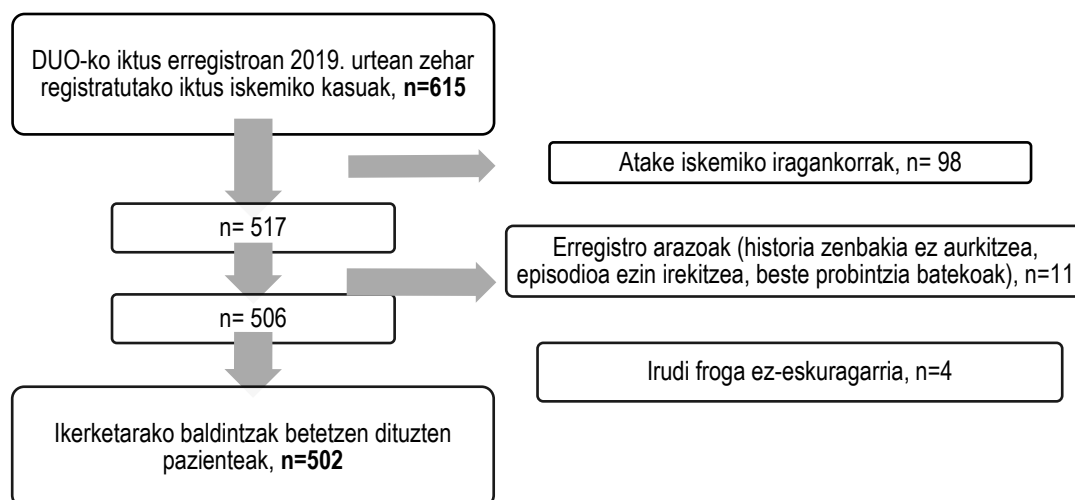 DUO-ko iktus erregistroan 2019. urtean zehar
registratutako iktus iskemiko kasuak, n=615
Atake iskemiko iragankorrak, n= 98
n= 517
Erregistro arazoak (historia zenbakia ez aurkitzea,
episodioa ezin irekitzea, beste probintzia batekoak), n=11
n= 506
Irudi froga ez-eskuragarria, n=4
Ikerketarako baldintzak betetzen dituzten
pazienteak, n=502